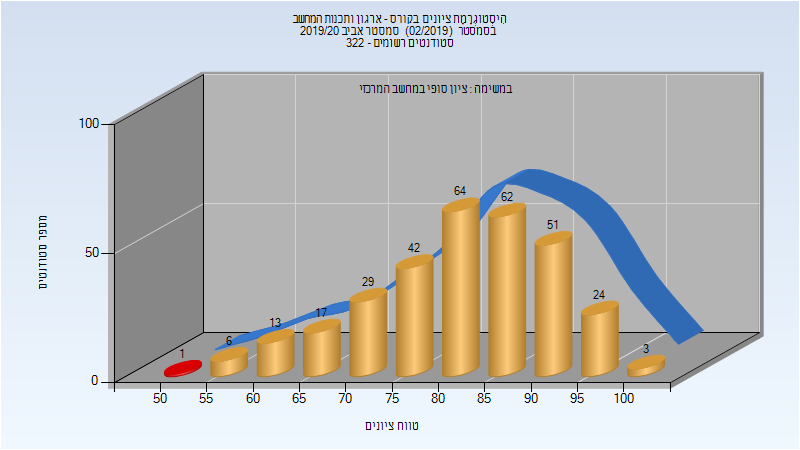 היסטוגרמת ציונים בקורס - ארגון ותכנות המחשב
בסמסטר (02/2019) סמסטר אביב 2019/20
סטודנטים רשומים - 322
במשימה : ציון סופי במחשב המרכזי
מספר סטודנטים
100
50
0
1
6
13
17
29
42
64
62
51
24
3
50 55 60 65 70 75 80 85 90 95 100
טווח ציונים